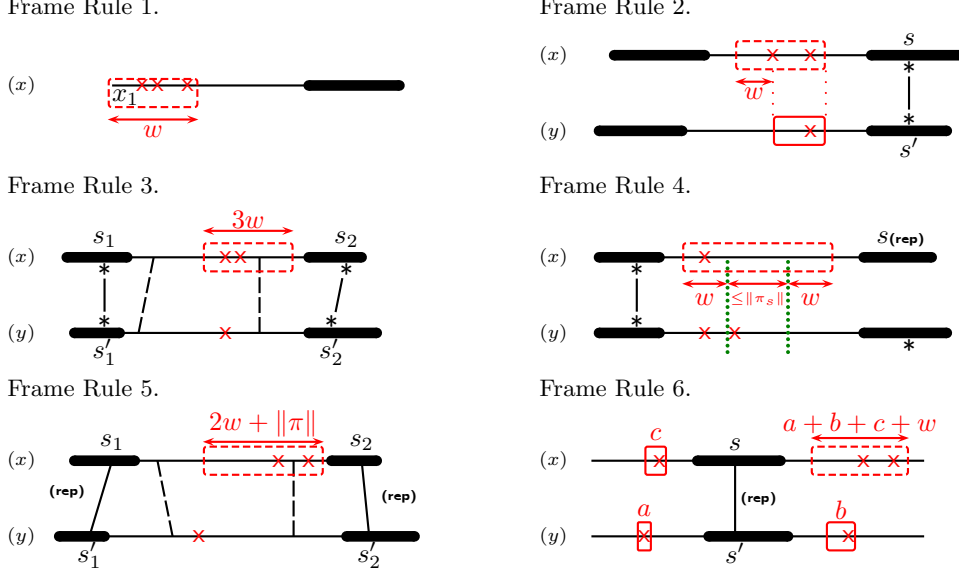 Frame Rule 1.
(x)
x₁
w
Frame Rule 2.
s
(x)
*
w
*
(y)
s′
Frame Rule 3.
3w
s₁ s₂
(x)
* *
* *
(y)
s′₁ s′₂
Frame Rule 4.
s(rep)
(x)
*
w ≤‖π_s‖ w
*
(y)
*
Frame Rule 5.
2w + ‖π‖
s₁ s₂
(x)
(rep) (rep)
(y)
s′₁ s′₂
Frame Rule 6.
a + b + c + w
c s
(x)
(rep)
a b
(y)
s′